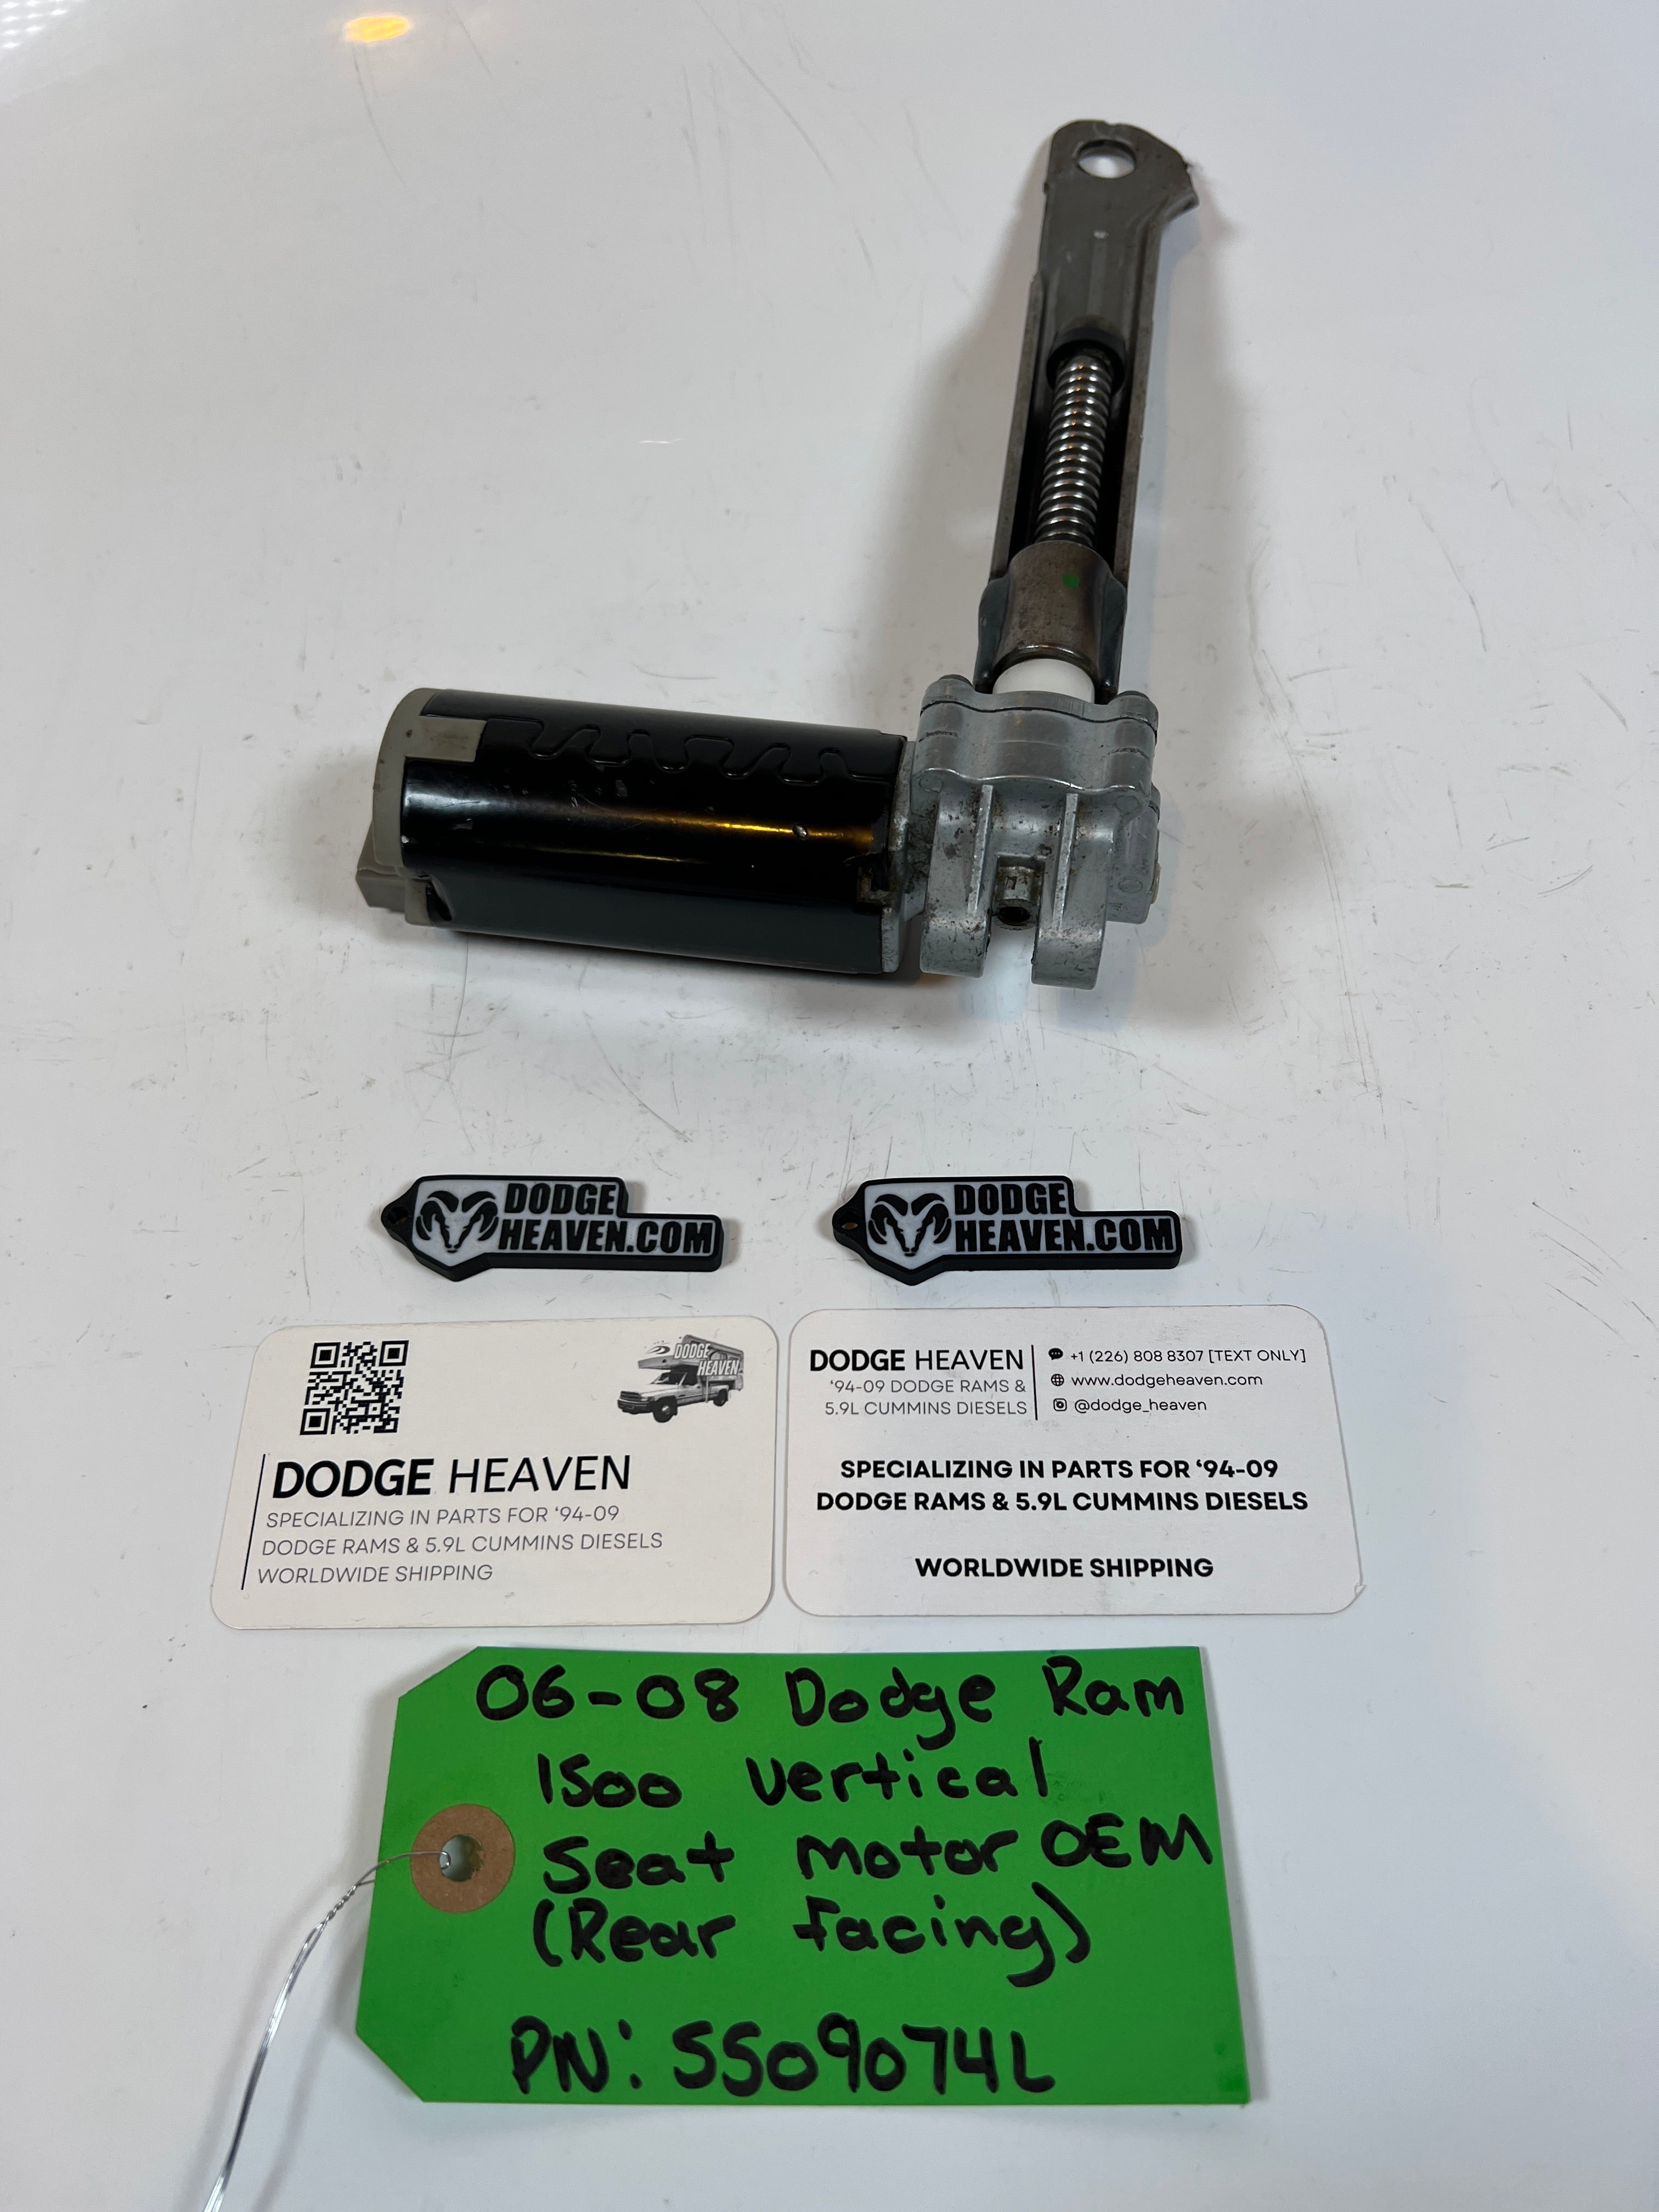 DODGE
HEAVEN.COM
DODGE
HEAVEN.COM
DODGE
HEAVEN
DODGE HEAVEN
SPECIALIZING IN PARTS FOR ‘94-09
DODGE RAMS & 5.9L CUMMINS DIESELS
WORLDWIDE SHIPPING
DODGE HEAVEN
‘94-09 DODGE RAMS &
5.9L CUMMINS DIESELS
+1 (226) 808 8307 [TEXT ONLY]
www.dodgeheaven.com
@dodge_heaven
SPECIALIZING IN PARTS FOR ‘94-09
DODGE RAMS & 5.9L CUMMINS DIESELS
WORLDWIDE SHIPPING
06-08 Dodge Ram
1500 Vertical
Seat Motor OEM
(Rear facing)
PN: 5509074L